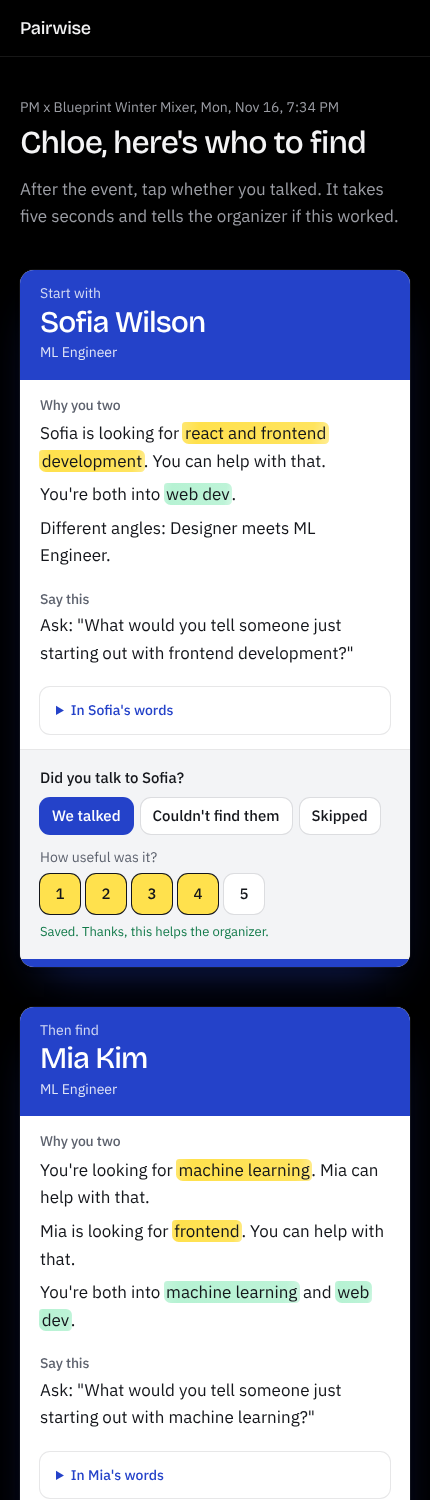 Pairwise
PM x Blueprint Winter Mixer, Mon, Nov 16, 7:34 PM
Chloe, here's who to find
After the event, tap whether you talked. It takes
five seconds and tells the organizer if this worked.
Start with
Sofia Wilson
ML Engineer
Why you two
Sofia is looking for react and frontend
development. You can help with that.
You're both into web dev.
Different angles: Designer meets ML
Engineer.
Say this
Ask: "What would you tell someone just
starting out with frontend development?"
In Sofia's words
Did you talk to Sofia?
We talked Couldn't find them Skipped
How useful was it?
1 2 3 4 5
Saved. Thanks, this helps the organizer.
Then find
Mia Kim
ML Engineer
Why you two
You're looking for machine learning. Mia can
help with that.
Mia is looking for frontend. You can help with
that.
You're both into machine learning and web
dev.
Say this
Ask: "What would you tell someone just
starting out with machine learning?"
In Mia's words